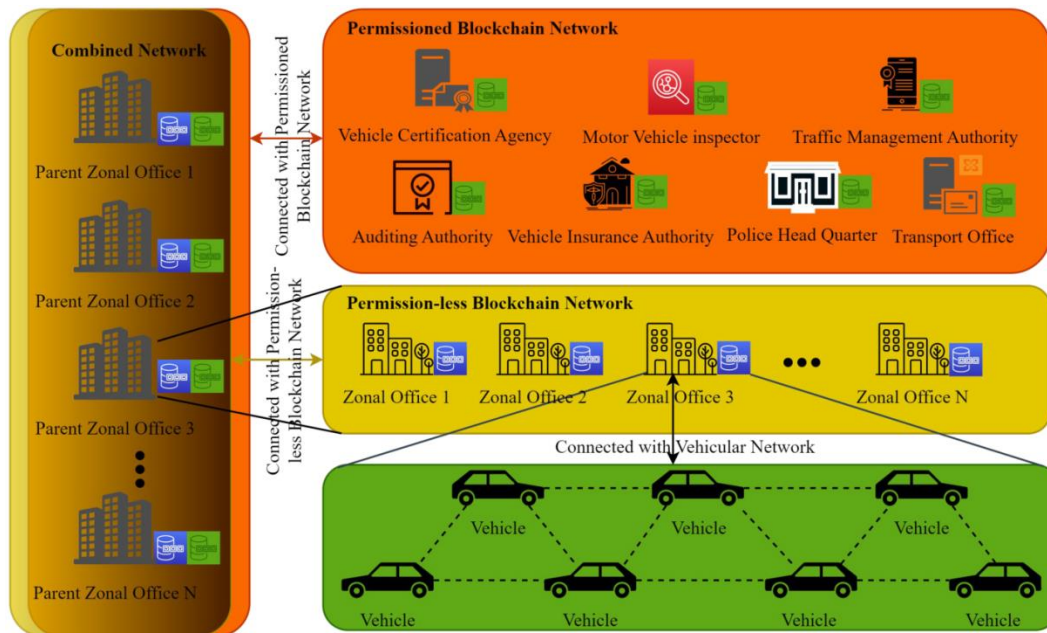 Combined Network
Parent Zonal Office 1
Parent Zonal Office 2
Parent Zonal Office 3
Parent Zonal Office N
Connected with Permissioned
Blockchain Network
Connected with Permission-
less Blockchain Network
Permissioned Blockchain Network
Vehicle Certification Agency
Motor Vehicle inspector
Traffic Management Authority
Auditing Authority
Vehicle Insurance Authority
Police Head Quarter
Transport Office
Permission-less Blockchain Network
Zonal Office 1
Zonal Office 2
Zonal Office 3
Zonal Office N
Connected with Vehicular Network
Vehicle
Vehicle
Vehicle
Vehicle
Vehicle
Vehicle
Vehicle